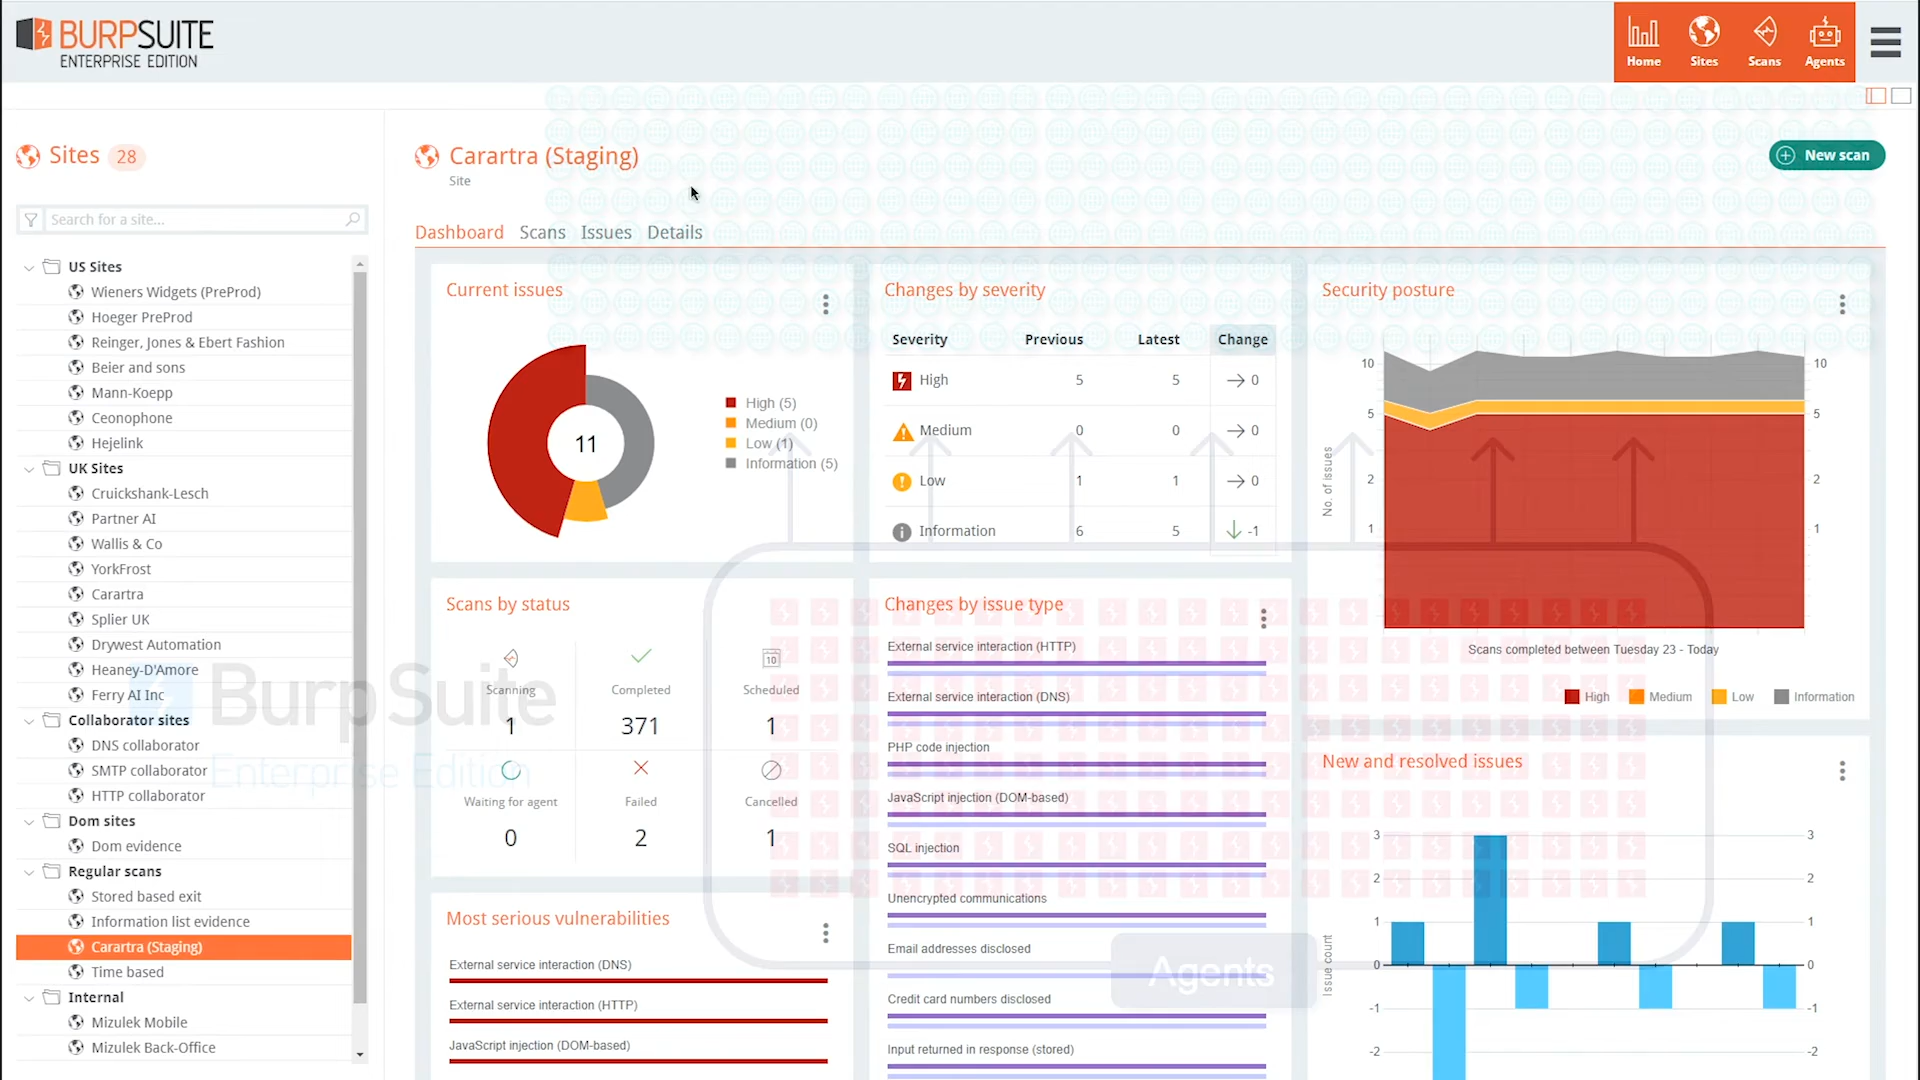 BURPSUITE
ENTERPRISE EDITION
Home
Sites
Scans
Agents
Sites 28
Search for a site...
US Sites
Wieners Widgets (PreProd)
Hoeger PreProd
Reinger, Jones & Ebert Fashion
Beier and sons
Mann-Koepp
Ceonophone
Hejelink
UK Sites
Cruickshank-Lesch
Partner AI
Wallis & Co
YorkFrost
Carartra
Splier UK
Drywest Automation
Heaney-D'Amore
Ferry AI Inc
Collaborator sites
DNS collaborator
SMTP collaborator
HTTP collaborator
Dom sites
Dom evidence
Regular scans
Stored based exit
Information list evidence
Carartra (Staging)
Time based
Internal
Mizulek Mobile
Mizulek Back-Office
BurpSuite
Enterprise Edition
Carartra (Staging)
Site
New scan
Dashboard Scans Issues Details
Current issues
11
High (5)
Medium (0)
Low (1)
Information (5)
Changes by severity
Severity Previous Latest Change
High 5 5 0
Medium 0 0 0
Low 1 1 0
Information 6 5 -1
Security posture
No. of issues
10 10
5 5
2 2
1 1
Scans completed between Tuesday 23 - Today
High Medium Low Information
Scans by status
10
Scanning Completed Scheduled
1 371 1
Waiting for agent Failed Cancelled
0 2 1
Changes by issue type
External service interaction (HTTP)
External service interaction (DNS)
PHP code injection
JavaScript injection (DOM-based)
SQL injection
Unencrypted communications
Email addresses disclosed
Credit card numbers disclosed
Input returned in response (stored)
Agents
New and resolved issues
Issue count
3 3
2 2
1 1
0 0
-1 -1
-2 -2
Most serious vulnerabilities
External service interaction (DNS)
External service interaction (HTTP)
JavaScript injection (DOM-based)